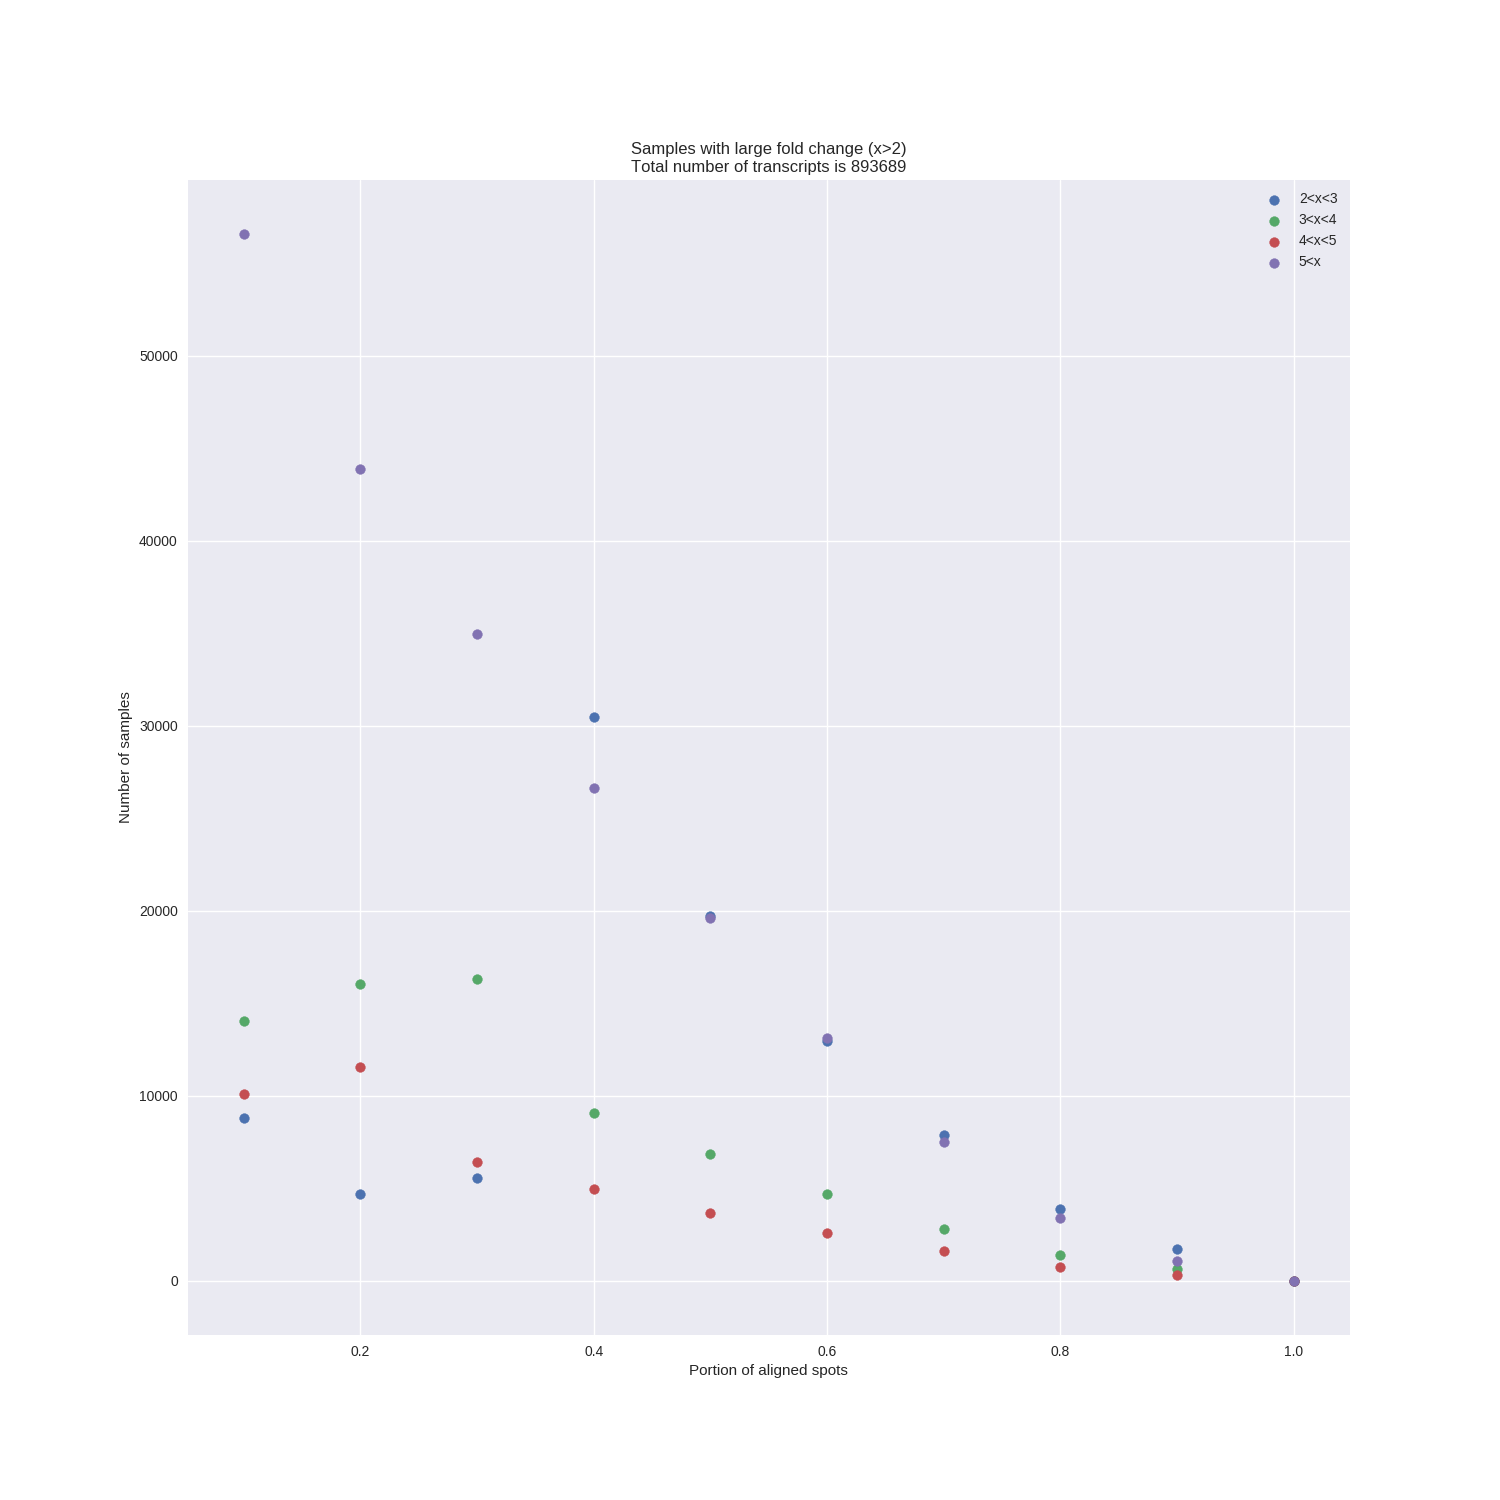 Samples with large fold change (x>2)
Total number of transcripts is 893689
2<x<3
3<x<4
4<x<5
5<x
50000
40000
30000
20000
10000
0
Number of samples
0.2
0.4
0.6
0.8
1.0
Portion of aligned spots